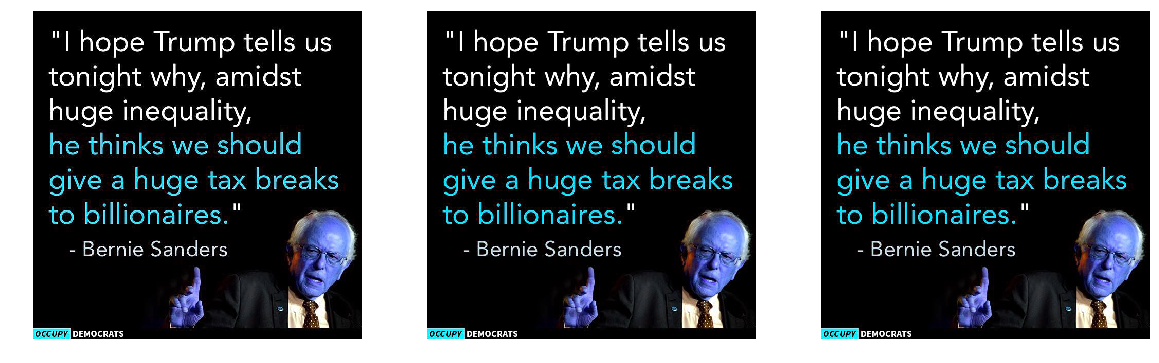 "I hope Trump tells us
tonight why, amidst
huge inequality,
he thinks we should
give a huge tax breaks
to billionaires."
- Bernie Sanders
OCCUPY DEMOCRATS
"I hope Trump tells us
tonight why, amidst
huge inequality,
he thinks we should
give a huge tax breaks
to billionaires."
- Bernie Sanders
OCCUPY DEMOCRATS
"I hope Trump tells us
tonight why, amidst
huge inequality,
he thinks we should
give a huge tax breaks
to billionaires."
- Bernie Sanders
OCCUPY DEMOCRATS